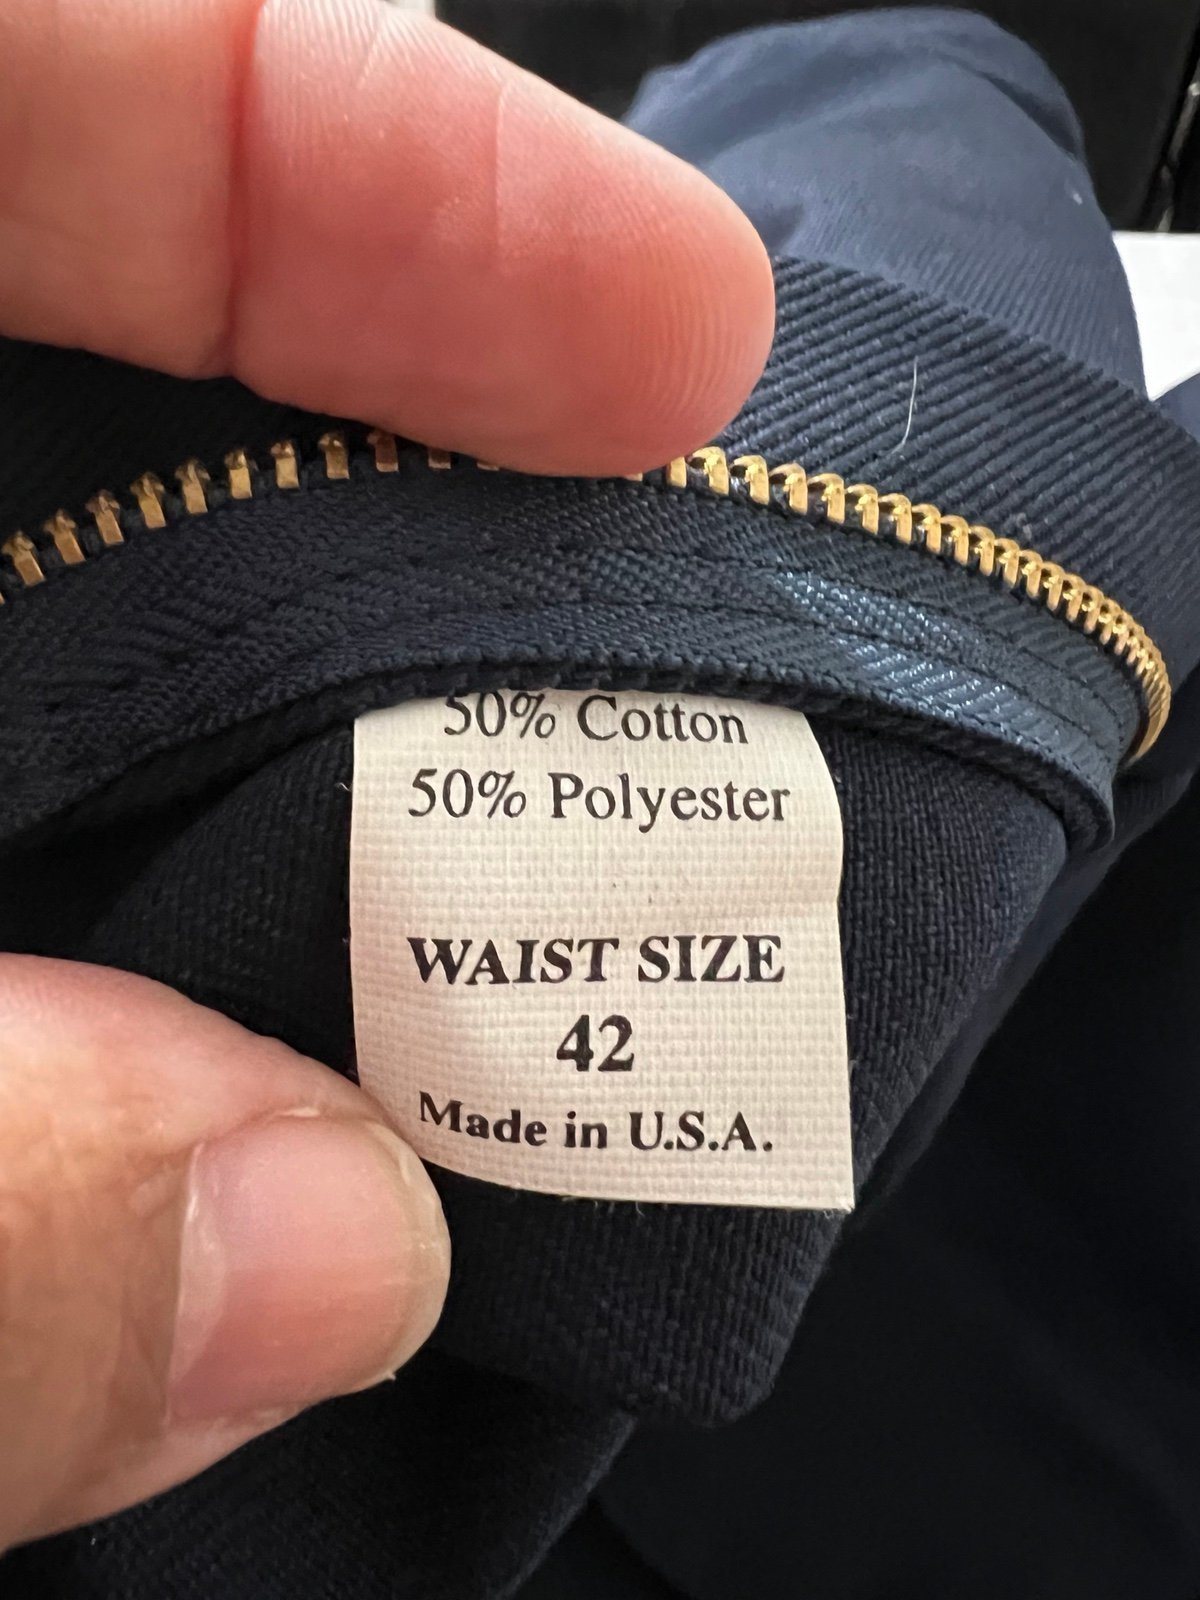 50% Cotton
50% Polyester
WAIST SIZE
42
Made in U.S.A.